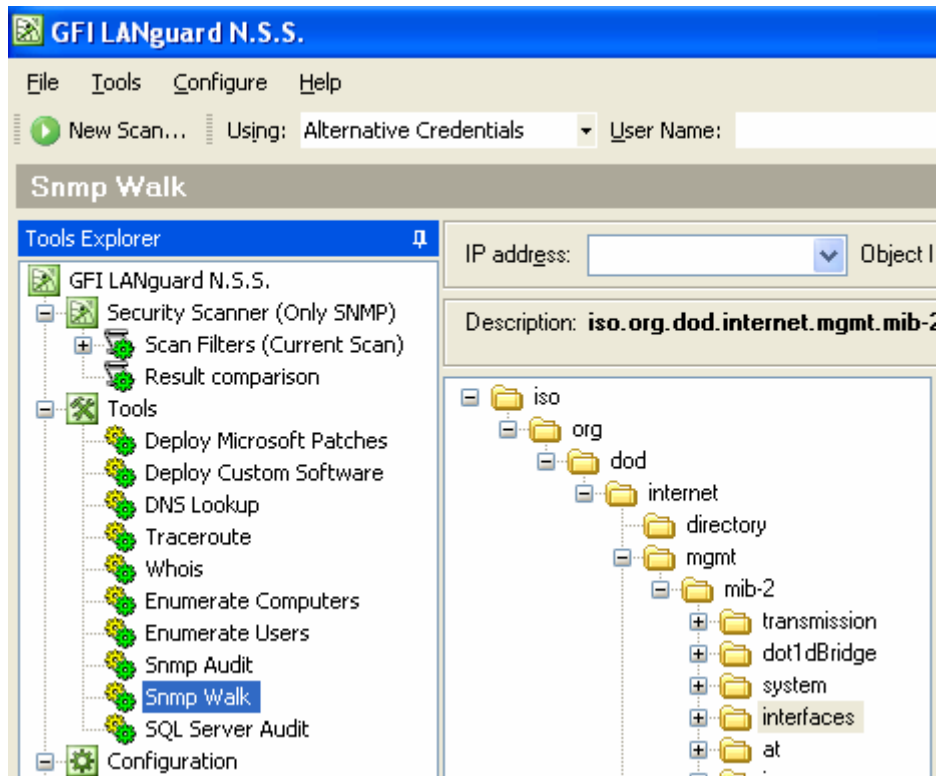 GFI LANguard N.S.S.
File Tools Configure Help
New Scan... Using: Alternative Credentials User Name:
Snmp Walk
Tools Explorer
GFI LANguard N.S.S.
Security Scanner (Only SNMP)
Scan Filters (Current Scan)
Result comparison
Tools
Deploy Microsoft Patches
Deploy Custom Software
DNS Lookup
Traceroute
Whois
Enumerate Computers
Enumerate Users
Snmp Audit
Snmp Walk
SQL Server Audit
Configuration
IP address: Object I
Description: iso.org.dod.internet.mgmt.mib-2
iso
org
dod
internet
directory
mgmt
mib-2
transmission
dot1dBridge
system
interfaces
at